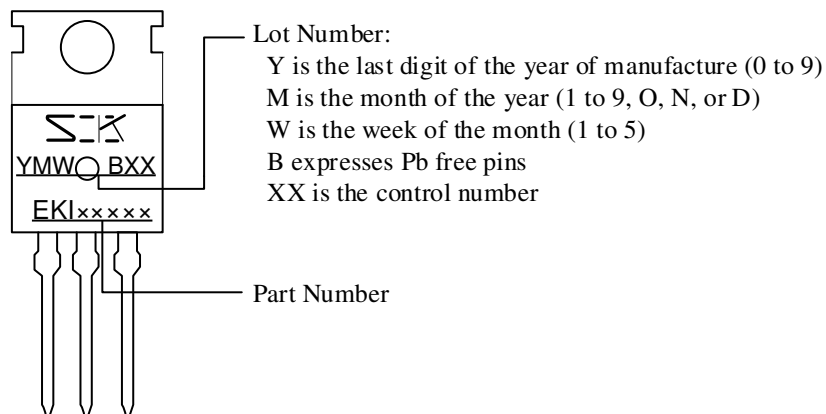 Lot Number:
Y is the last digit of the year of manufacture (0 to 9)
M is the month of the year (1 to 9, O, N, or D)
W is the week of the month (1 to 5)
B expresses Pb free pins
XX is the control number
SK
YMW○ BXX
EKI×××××
Part Number